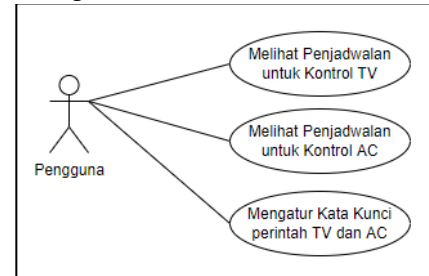 Melihat Penjadwalan
untuk Kontrol TV
Melihat Penjadwalan
untuk Kontrol AC
Pengguna
Mengatur Kata Kunci
perintah TV dan AC